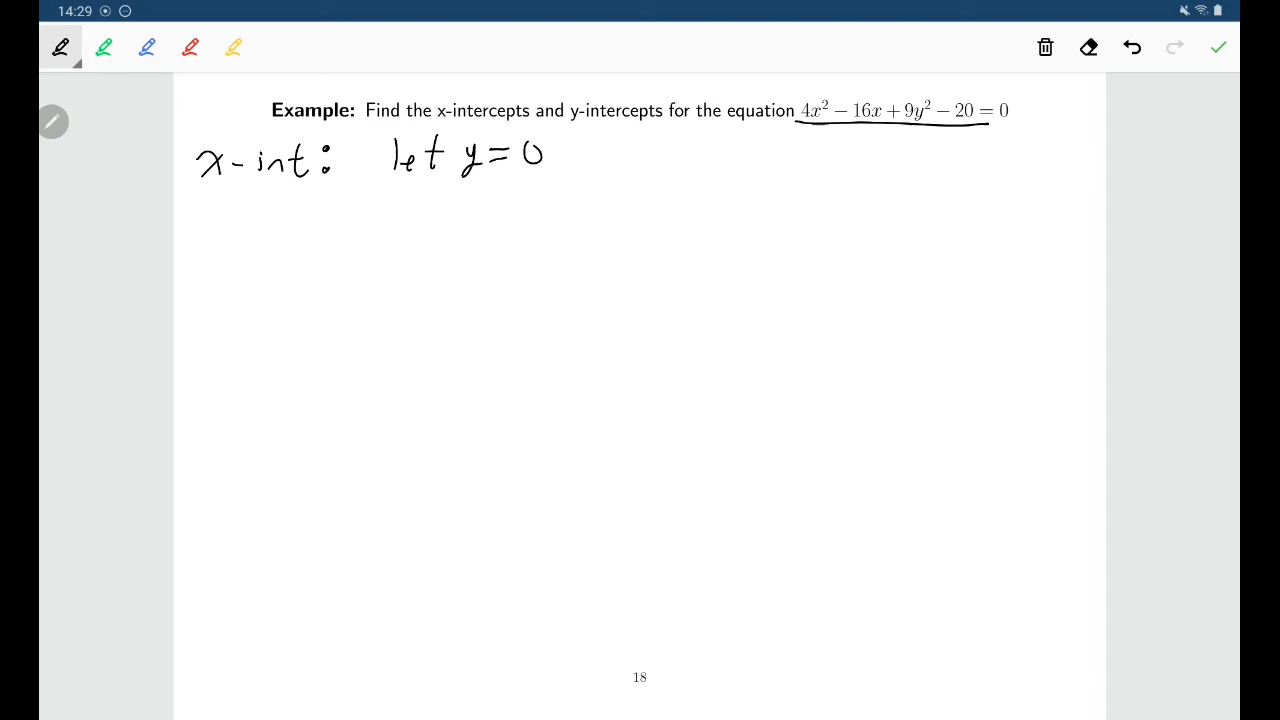 14:29
Example: Find the x-intercepts and y-intercepts for the equation 4x² − 16x + 9y² − 20 = 0
x-int: let y = 0
18